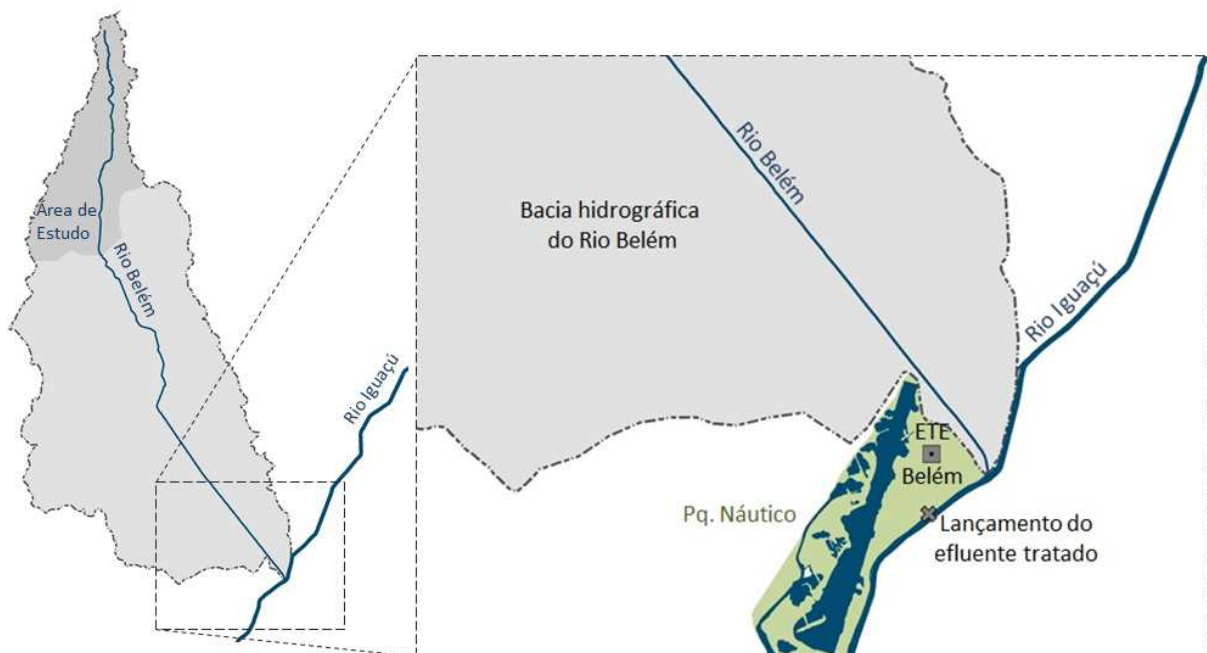 Área de
Estudo
Rio Belém
Rio Iguaçú
Bacia hidrográfica
do Rio Belém
Rio Belém
Rio Iguaçú
ETE
Belém
Pq. Náutico
Lançamento do
efluente tratado